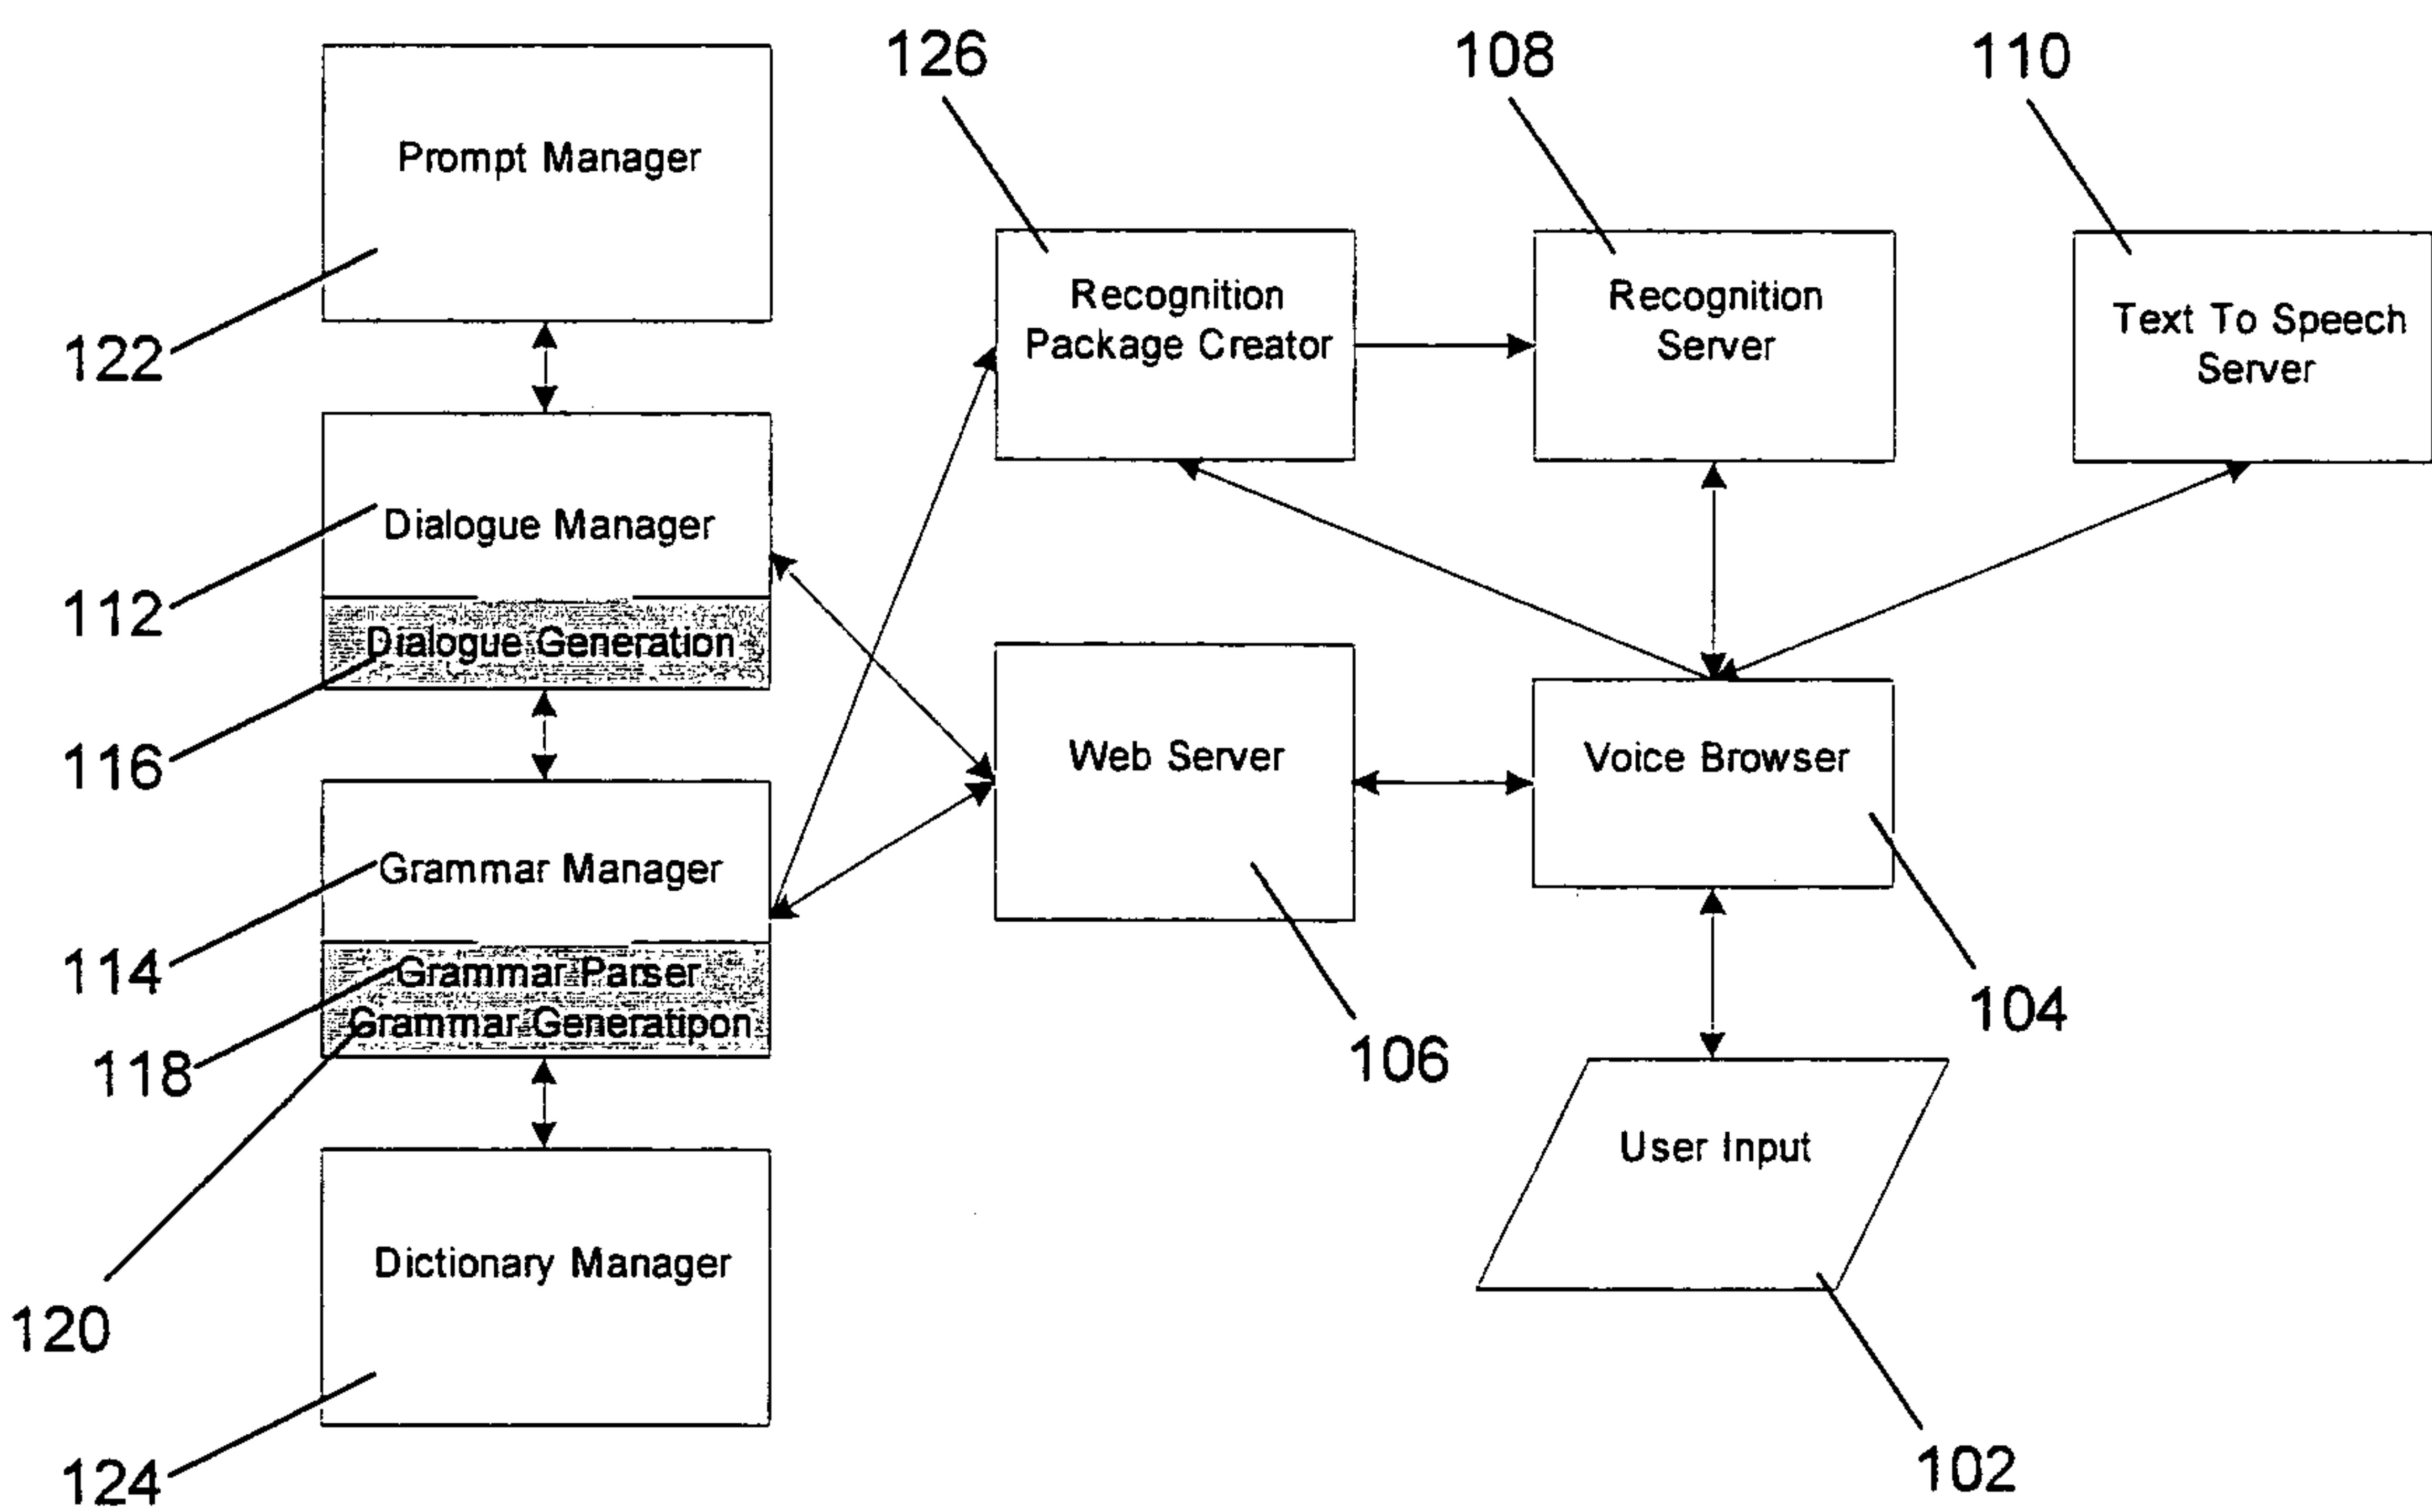 126
108
110
Prompt Manager
122
Recognition
Package Creator
Recognition
Server
Text To Speech
Server
Dialogue Manager
112
Dialogue Generation
116
Web Server
Voice Browser
Grammar Manager
114
Grammar Parser
Grammar Generatipon
118
106
104
User Input
120
Dictionary Manager
124
102